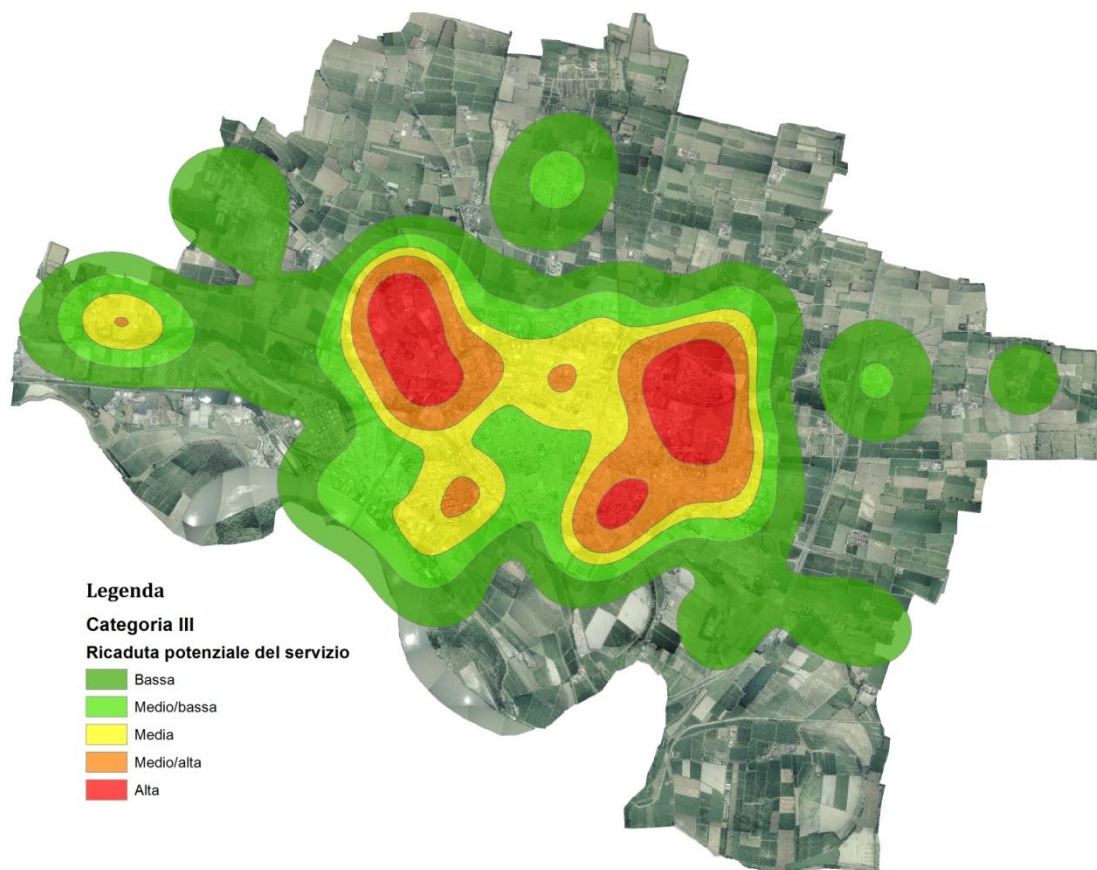 Legenda
Categoria III
Ricaduta potenziale del servizio
Bassa
Medio/bassa
Media
Medio/alta
Alta